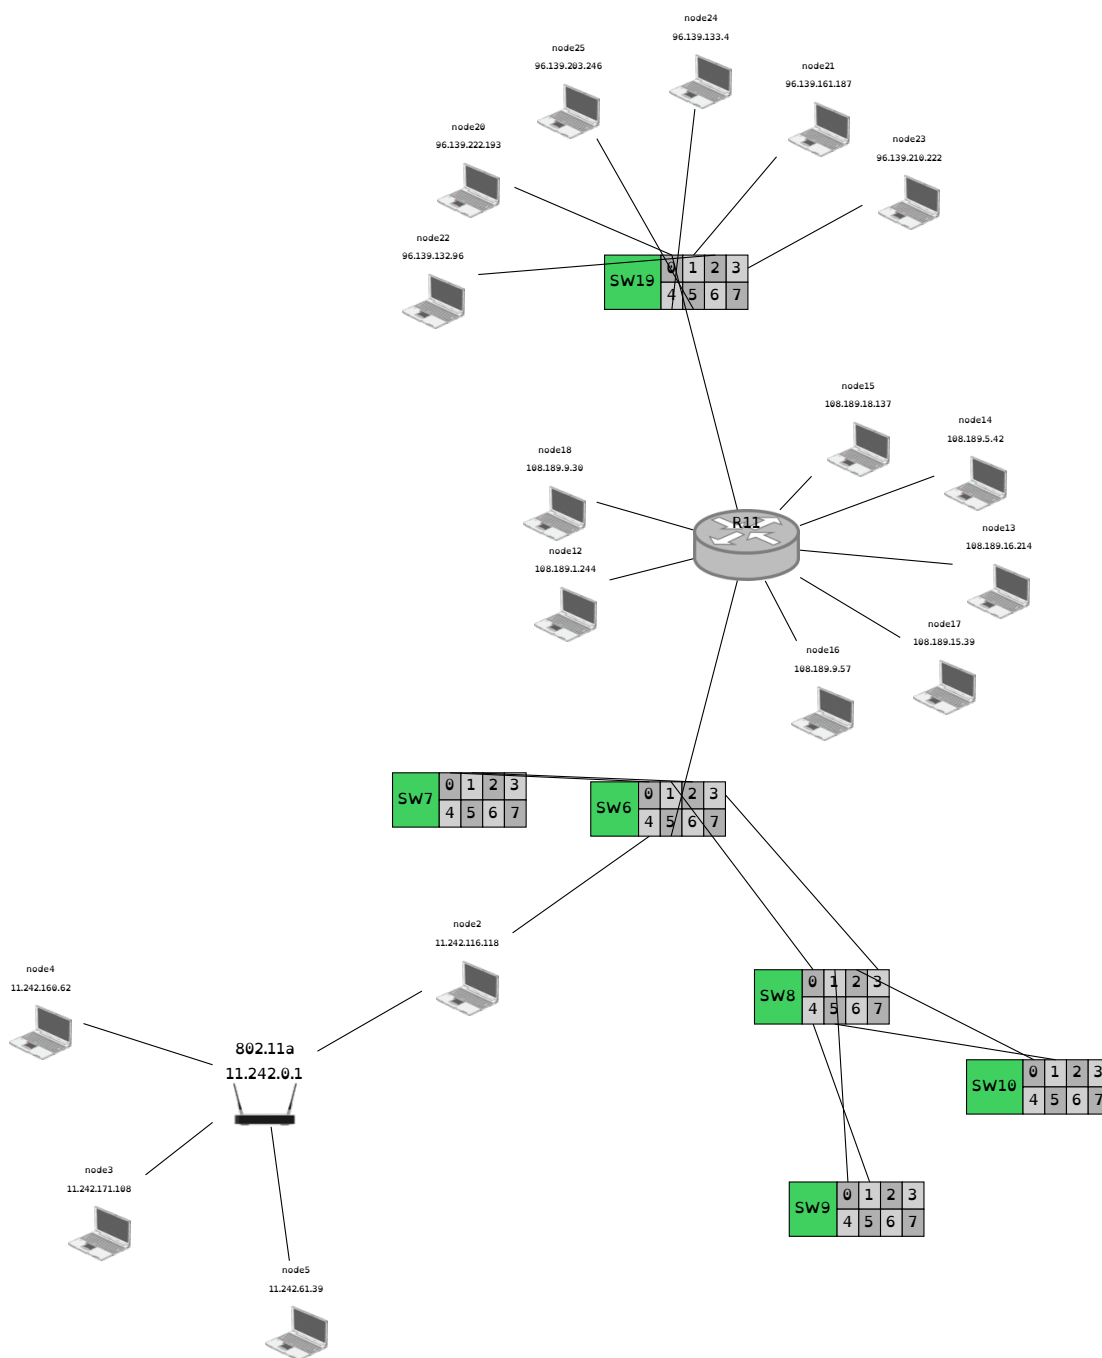 node24
96.139.133.4
node25
96.139.203.246
node21
96.139.161.187
node20
96.139.222.193
node23
96.139.210.222
node22
96.139.132.96
SW19
0 1 2 3
4 5 6 7
node15
108.189.18.137
node14
108.189.5.42
node18
108.189.9.30
R11
node13
108.189.16.214
node12
108.189.1.244
node17
108.189.15.39
node16
108.189.9.57
SW7
0 1 2 3
4 5 6 7
SW6
0 1 2 3
4 5 6 7
node2
11.242.116.118
node4
11.242.160.62
SW8
0 1 2 3
4 5 6 7
802.11a
11.242.0.1
SW10
0 1 2 3
4 5 6 7
node3
11.242.171.108
SW9
0 1 2 3
4 5 6 7
node5
11.242.61.39